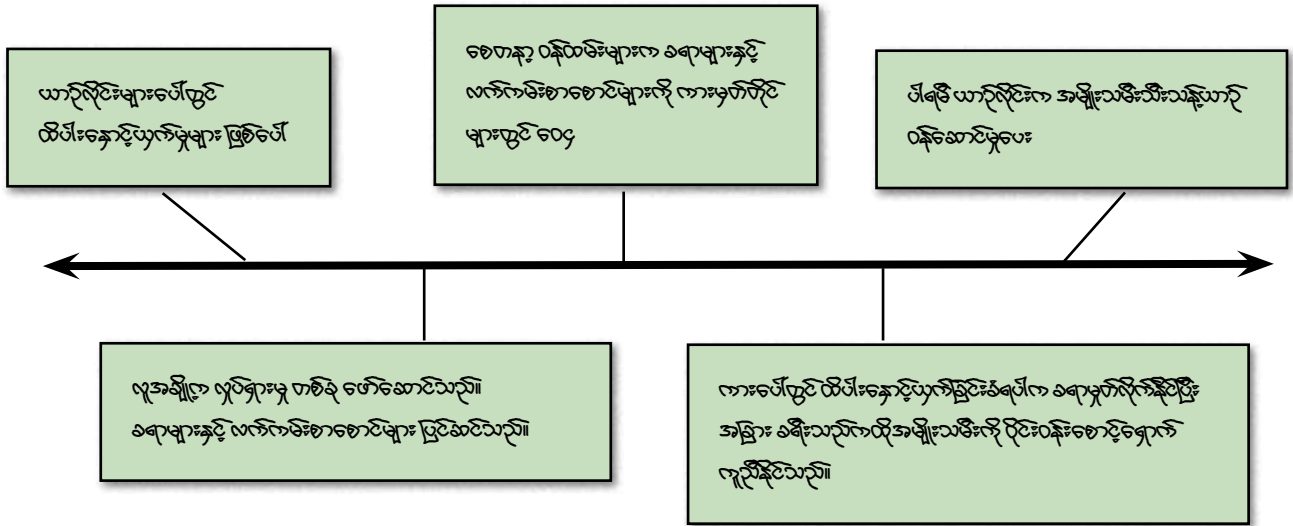 ယာဉ်လိုင်းများပေါ်တွင်
ထိပါးနှောင့်ယှက်မှုများ ဖြစ်ပေါ်
စေတနာ့ ဝန်ထမ်းများက ခရာများနှင့်
လက်ကမ်းစာစောင်များကို ကားမှတ်တိုင်
များတွင် ဝေ၄
ပါရမီ ယာဉ်လိုင်းက အမျိုးသမီးသီးသန့်ယာဉ်
ဝန်ဆောင်မှုပေး
လူအချို့က လှုပ်ရှားမှု တစ်ခု ဖော်ဆောင်သည်။
ခရာများနှင့် လက်ကမ်းစာစောင်များ ပြင်ဆင်သည်။
ကားပေါ်တွင် ထိပါးနှောင့်ယှက်ခြင်းခံရပါက ခရာမှုတ်လိုက်နိုင်ပြီး
အခြား ခရီးသည်ကထိုအမျိုးသမီးကို ဝိုင်းဝန်းစောင့်ရှောက်
ကူညီနိုင်သည်။